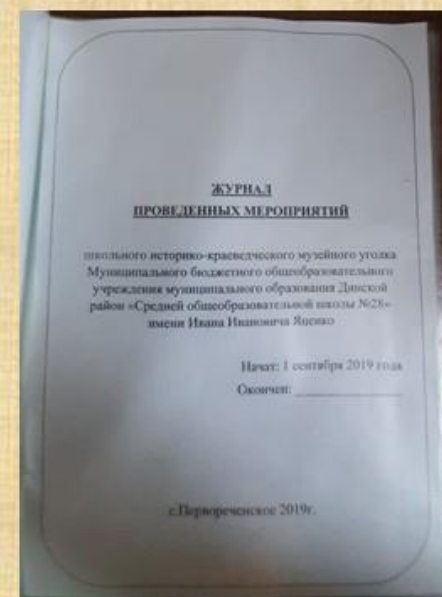 ЖУРНАЛ
ПРОВЕДЕННЫХ МЕРОПРИЯТИЙ
школьного историко-краеведческого музейного уголка
Муниципального бюджетного общеобразовательного
учреждения муниципального образования Динской
район «Средней общеобразовательной школы №28»
имени Ивана Ивановича Яценко
Начат: 1 сентября 2019 года
Окончен:
с.Первореченское 2019г.